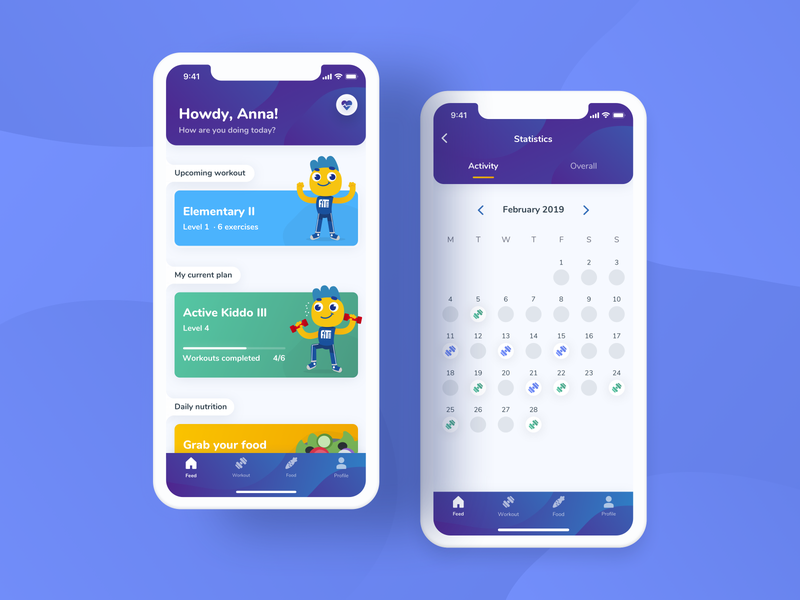 9:41
Howdy, Anna!
How are you doing today?
Upcoming workout
Elementary II
Level 1 · 6 exercises
FiTi
My current plan
Active Kiddo III
Level 4
Workouts completed 4/6
FiTi
Daily nutrition
Grab your food
Feed Workout Food Profile
9:41
Statistics
Activity Overall
February 2019
M T W T F S S
1 2 3
4 5 6 7 8 9 10
11 12 13 14 15 16 17
18 19 20 21 22 23 24
25 26 27 28
Feed Workout Food Profile